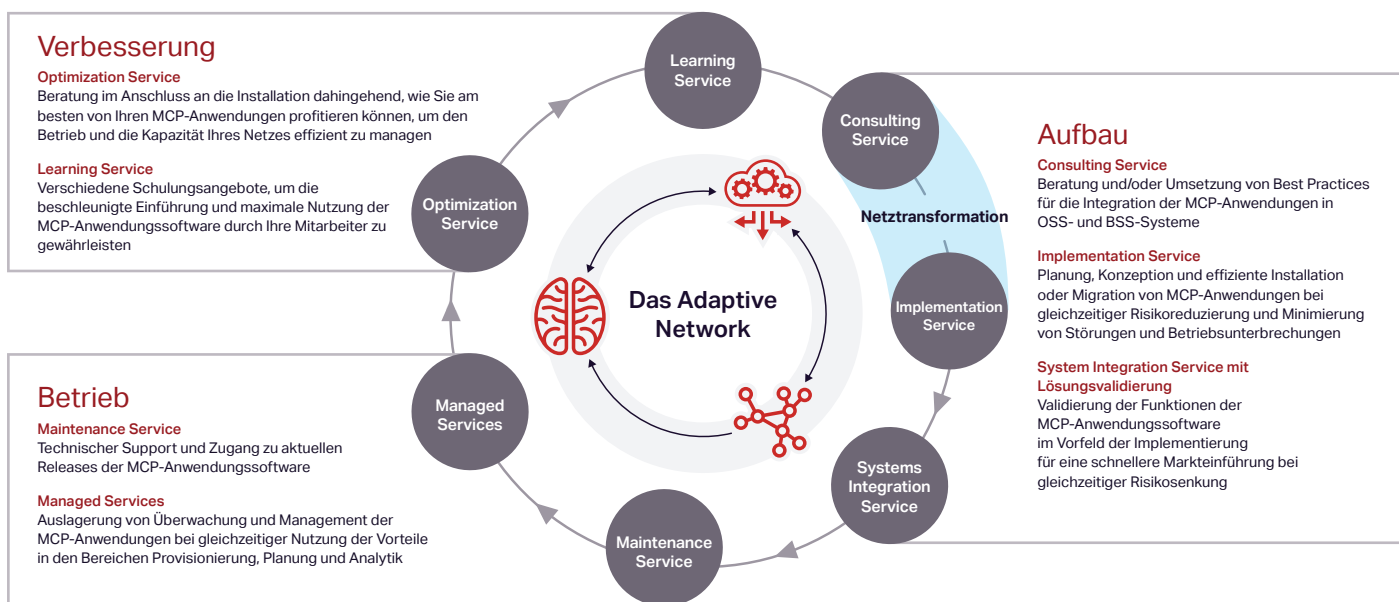 Verbesserung
Optimization Service
Beratung im Anschluss an die Installation dahingehend, wie Sie am
besten von Ihren MCP-Anwendungen profitieren können, um den
Betrieb und die Kapazität Ihres Netzes effizient zu managen
Learning Service
Verschiedene Schulungsangebote, um die
beschleunigte Einführung und maximale Nutzung der
MCP-Anwendungssoftware durch Ihre Mitarbeiter zu
gewährleisten
Betrieb
Maintenance Service
Technischer Support und Zugang zu aktuellen
Releases der MCP-Anwendungssoftware
Managed Services
Auslagerung von Überwachung und Management der
MCP-Anwendungen bei gleichzeitiger Nutzung der Vorteile
in den Bereichen Provisionierung, Planung und Analytik
Learning
Service
Consulting
Service
Netztransformation
Implementation
Service
Systems
Integration
Service
Maintenance
Service
Managed
Services
Optimization
Service
Das Adaptive
Network
Aufbau
Consulting Service
Beratung und/oder Umsetzung von Best Practices
für die Integration der MCP-Anwendungen in
OSS- und BSS-Systeme
Implementation Service
Planung, Konzeption und effiziente Installation
oder Migration von MCP-Anwendungen bei
gleichzeitiger Risikoreduzierung und Minimierung
von Störungen und Betriebsunterbrechungen
System Integration Service mit
Lösungsvalidierung
Validierung der Funktionen der
MCP-Anwendungssoftware
im Vorfeld der Implementierung
für eine schnellere Markteinführung bei
gleichzeitiger Risikosenkung